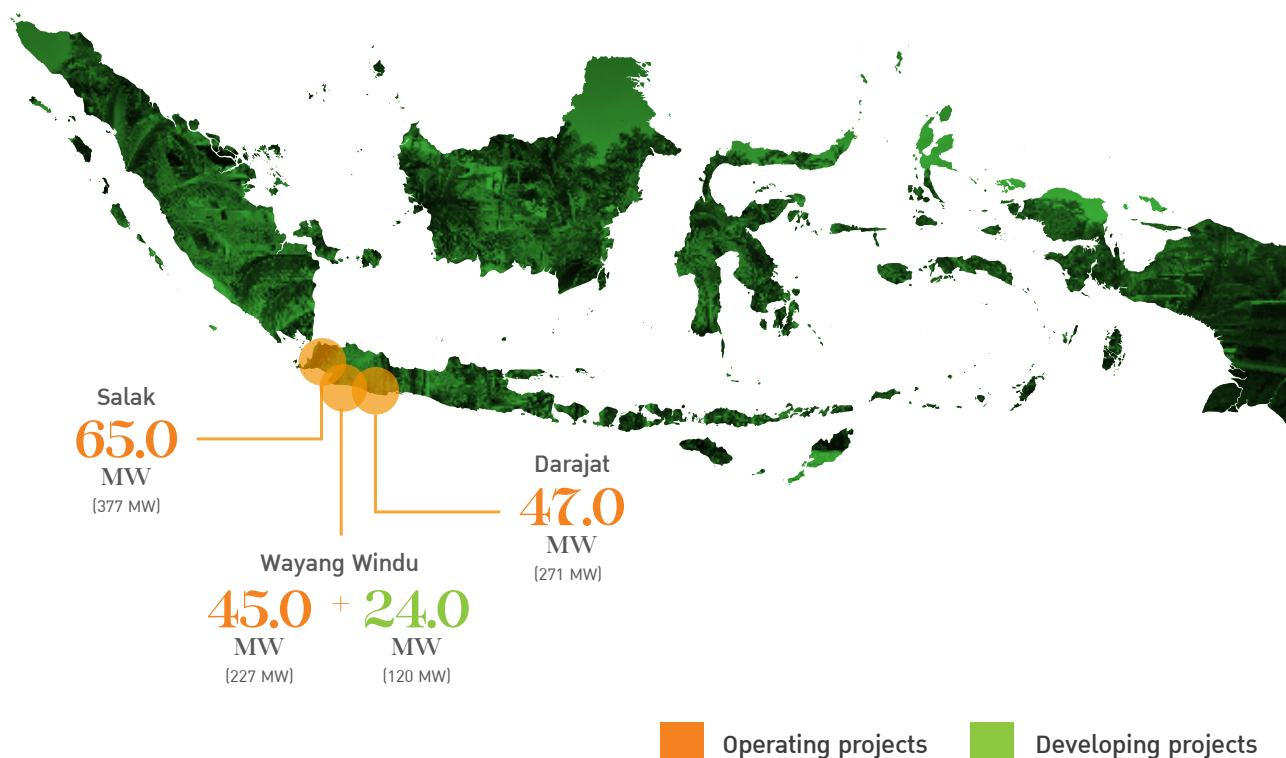 Salak
65.0
MW
(377 MW)
Darajat
47.0
MW
(271 MW)
Wayang Windu
45.0 + 24.0
MW MW
(227 MW) (120 MW)
Operating projects Developing projects